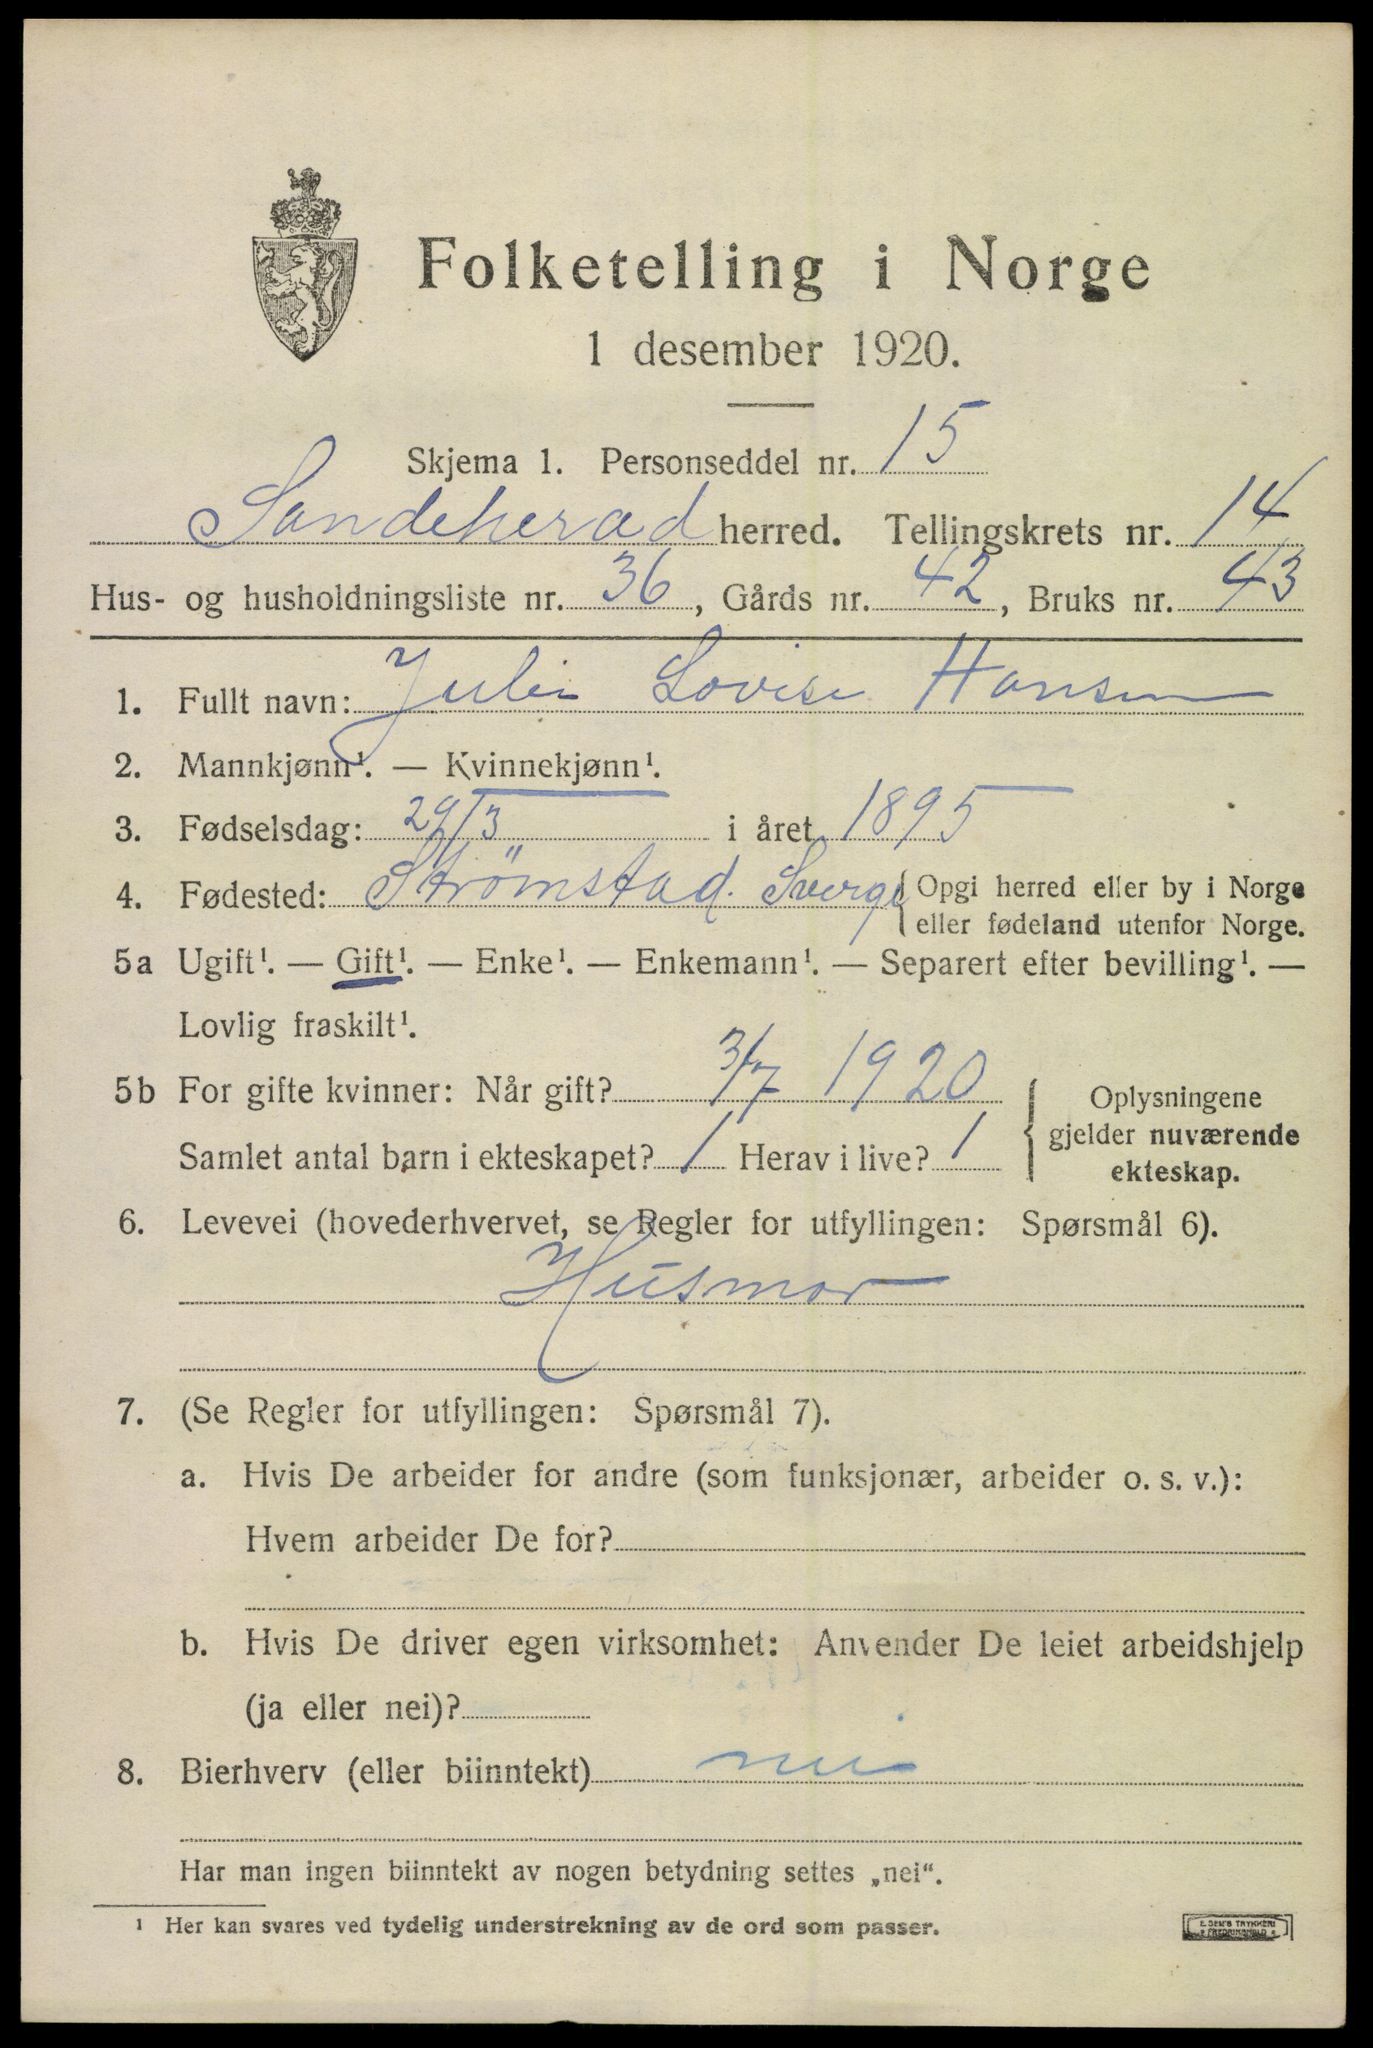 Folketelling i Norge
1 desember 1920.
Skjema 1. Personseddel nr. 15
Sandeherad herred. Tellingskrets nr. 14
Hus- og husholdningsliste nr. 36, Gårds nr. 42, Bruks nr. 43
1. Fullt navn: Julie Lovise Hansen
2. Mannkjønn¹. — Kvinnekjønn¹.
3. Fødselsdag: 29/3 i året 1895
4. Fødested: Strømstad. Sverge { Opgi herred eller by i Norge
eller fødeland utenfor Norge.
5a Ugift¹. — Gift¹. — Enke¹. — Enkemann¹. — Separert efter bevilling¹. —
Lovlig fraskilt¹.
5b For gifte kvinner: Når gift? 3/7 1920 { Oplysningene
gjelder nuværende
ekteskap.
Samlet antal barn i ekteskapet? 1 Herav i live? 1
6. Levevei (hovederhvervet, se Regler for utfyllingen: Spørsmål 6).
Husmor
7. (Se Regler for utfyllingen: Spørsmål 7).
a. Hvis De arbeider for andre (som funksjonær, arbeider o. s. v.):
Hvem arbeider De for?
b. Hvis De driver egen virksomhet: Anvender De leiet arbeidshjelp
(ja eller nei)?
8. Bierhverv (eller biinntekt) nei
Har man ingen biinntekt av nogen betydning settes „nei“.
¹ Her kan svares ved tydelig understrekning av de ord som passer.
E. SEM'S TRYKKERI
FREDRIKSHALD